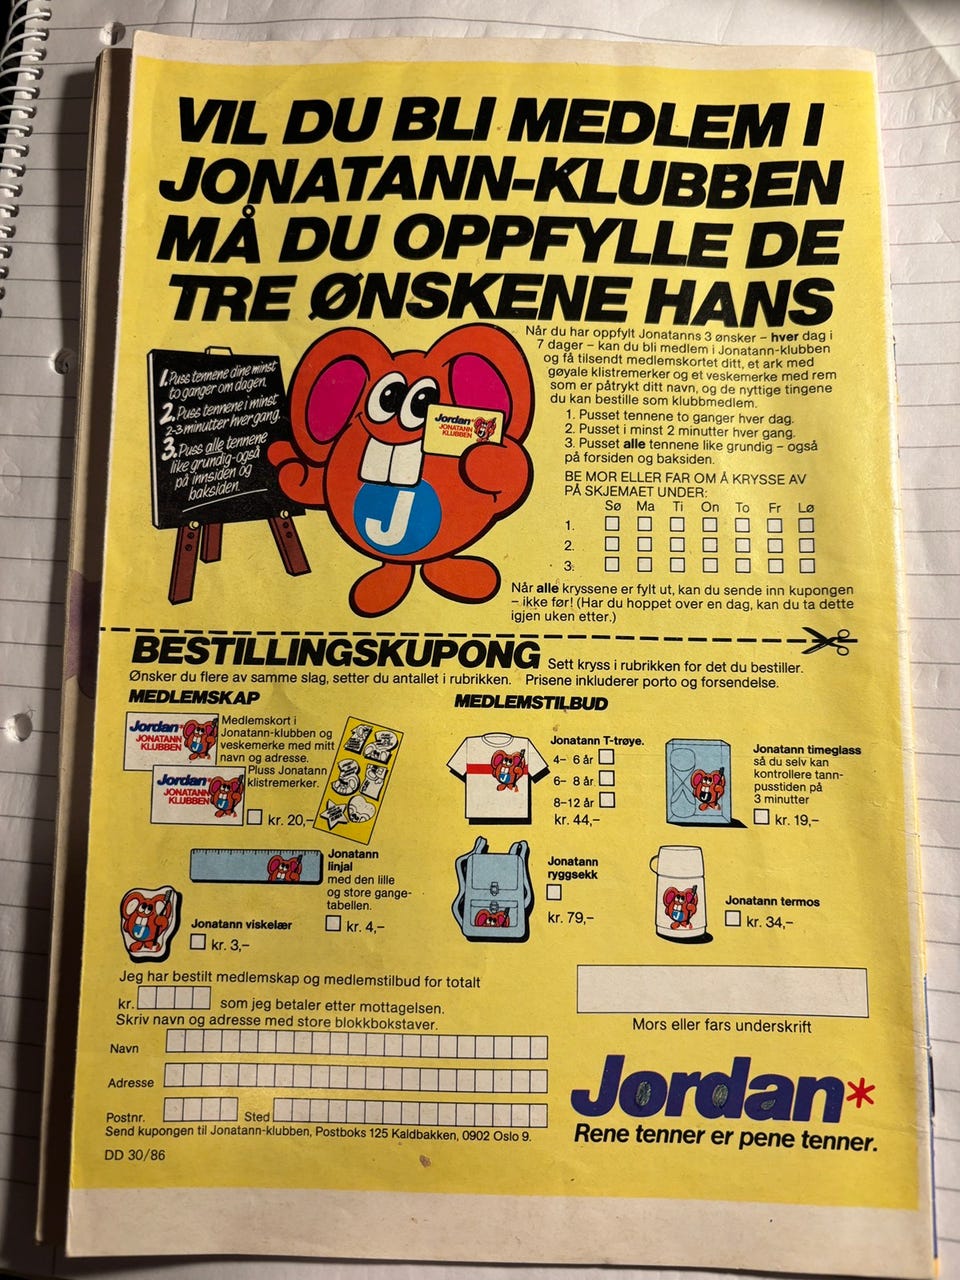 VIL DU BLI MEDLEM I
JONATANN-KLUBBEN
MÅ DU OPPFYLLE DE
TRE ØNSKENE HANS
1. Puss tennene dine minst
to ganger om dagen.
2. Puss tennene i minst
2-3 minutter hver gang.
3. Puss alle tennene
like grundig-også
på innsiden og
baksiden.
Jordan*
JONATANN
KLUBBEN
J
Når du har oppfylt Jonatanns 3 ønsker – hver dag i
7 dager – kan du bli medlem i Jonatann-klubben
og få tilsendt medlemskortet ditt, et ark med
gøyale klistremerker og et veskemerke med rem
som er påtrykt ditt navn, og de nyttige tingene
du kan bestille som klubbmedlem.
1. Pusset tennene to ganger hver dag.
2. Pusset i minst 2 minutter hver gang.
3. Pusset alle tennene like grundig – også
på forsiden og baksiden.
BE MOR ELLER FAR OM Å KRYSSE AV
PÅ SKJEMAET UNDER:
Sø Ma Ti On To Fr Lø
1.
2.
3.
Når alle kryssene er fylt ut, kan du sende inn kupongen
– ikke før! (Har du hoppet over en dag, kan du ta dette
igjen uken etter.)
BESTILLINGSKUPONG Sett kryss i rubrikken for det du bestiller.
Ønsker du flere av samme slag, setter du antallet i rubrikken. Prisene inkluderer porto og forsendelse.
MEDLEMSKAP
Jordan*
JONATANN
KLUBBEN
Jordan*
JONATANN
KLUBBEN
Medlemskort i
Jonatann-klubben og
veskemerke med mitt
navn og adresse.
Pluss Jonatann
klistremerker.
kr. 20,–
Jonatann
linjal
med den lille
og store gange-
tabellen.
kr. 4,–
Jonatann viskelær
kr. 3,–
MEDLEMSTILBUD
Jonatann T-trøye.
4– 6 år
6– 8 år
8–12 år
kr. 44,–
Jonatann timeglass
så du selv kan
kontrollere tann-
pusstiden på
3 minutter
kr. 19,–
Jonatann
ryggsekk
kr. 79,–
Jonatann termos
kr. 34,–
Jeg har bestilt medlemskap og medlemstilbud for totalt
kr. som jeg betaler etter mottagelsen.
Skriv navn og adresse med store blokkbokstaver.
Navn
Adresse
Postnr. Sted
Send kupongen til Jonatann-klubben, Postboks 125 Kaldbakken, 0902 Oslo 9.
DD 30/86
Mors eller fars underskrift
Jordan*
Rene tenner er pene tenner.